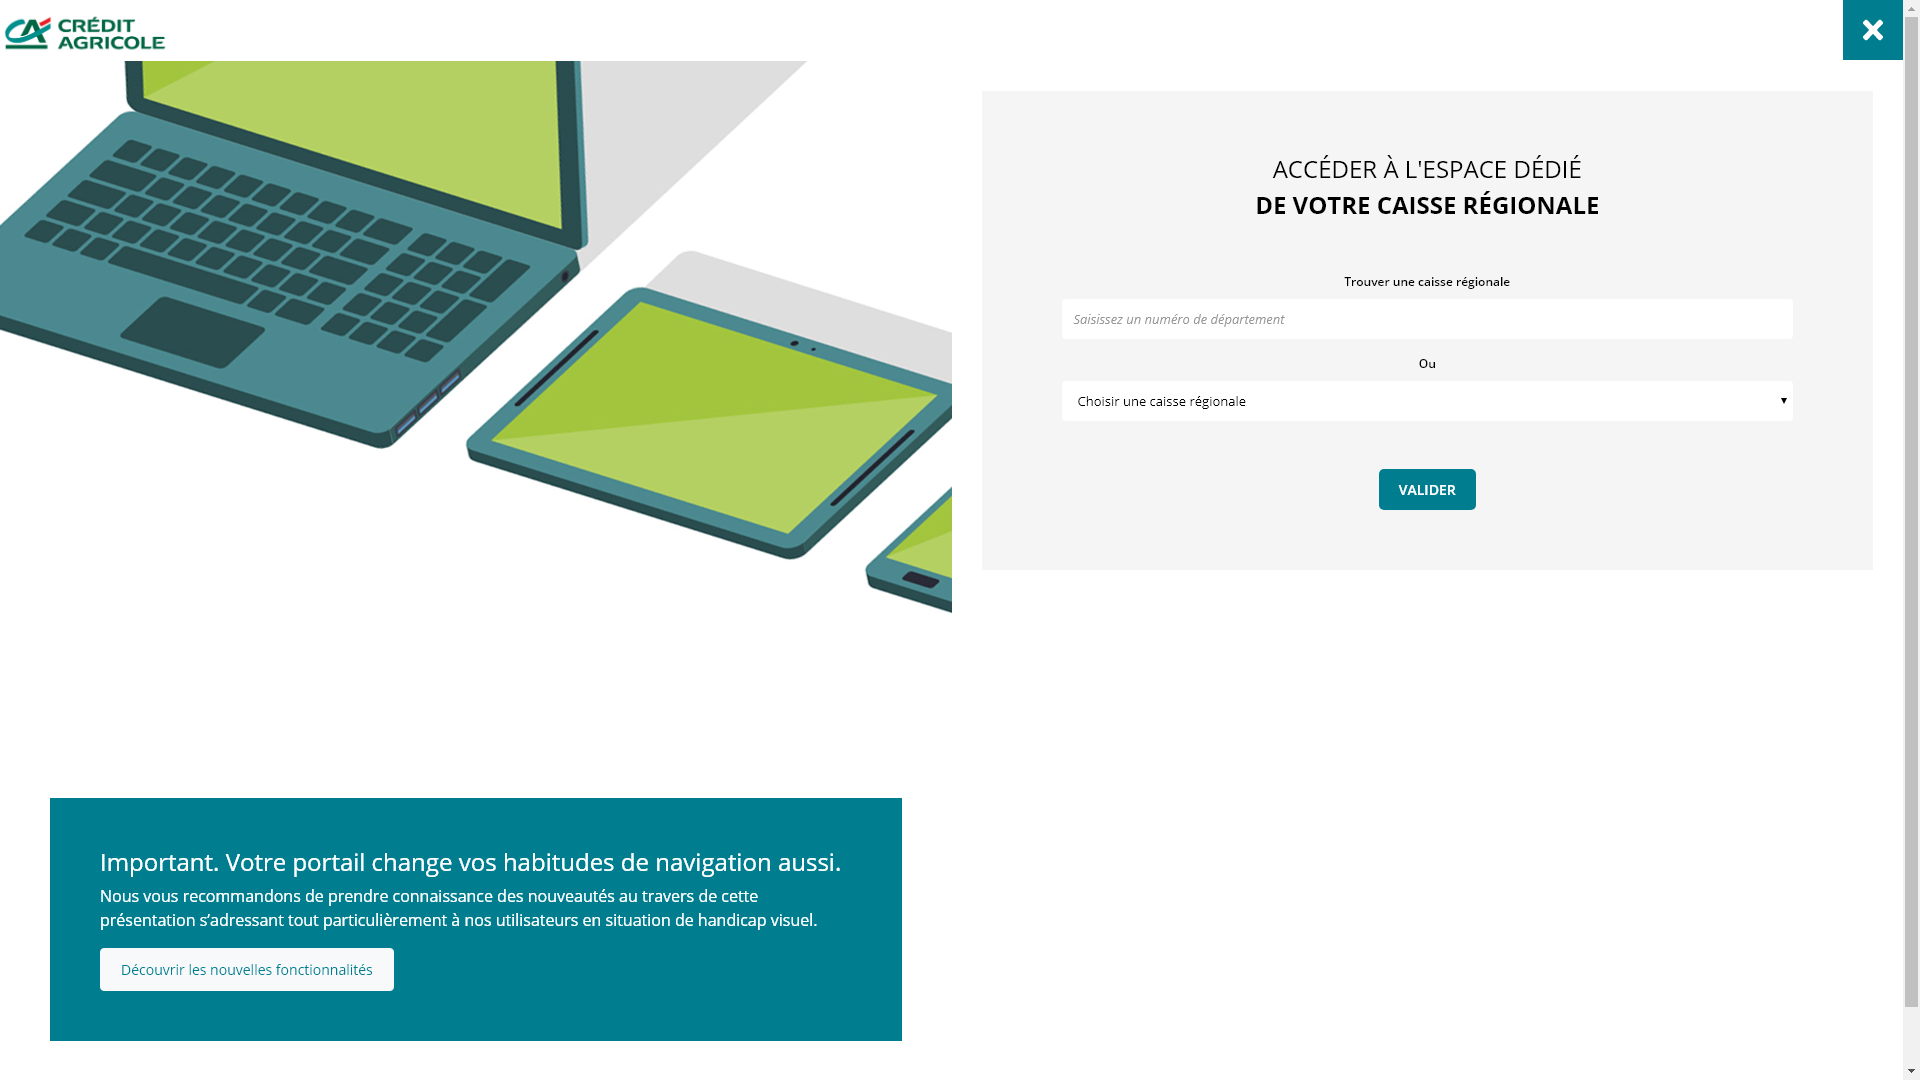 CRÉDIT
AGRICOLE
ACCÉDER À L'ESPACE DÉDIÉ
DE VOTRE CAISSE RÉGIONALE
Trouver une caisse régionale
Saisissez un numéro de département
Ou
Choisir une caisse régionale
VALIDER
Important. Votre portail change vos habitudes de navigation aussi.
Nous vous recommandons de prendre connaissance des nouveautés au travers de cette
présentation s’adressant tout particulièrement à nos utilisateurs en situation de handicap visuel.
Découvrir les nouvelles fonctionnalités